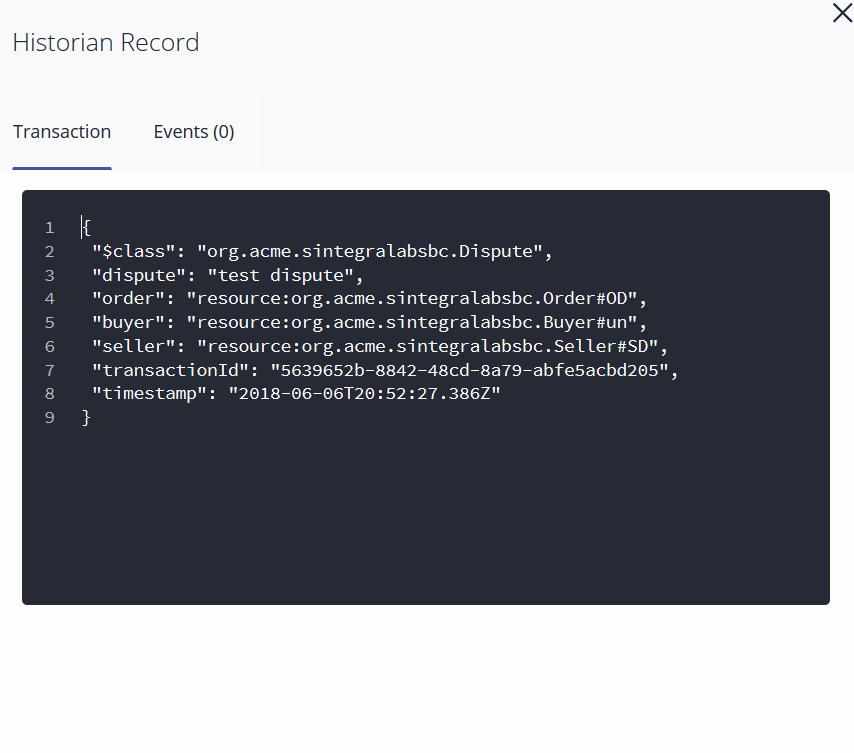 Historian Record
Transaction Events (0)
1 {
2 "$class": "org.acme.sintegralabsbc.Dispute",
3 "dispute": "test dispute",
4 "order": "resource:org.acme.sintegralabsbc.Order#OD",
5 "buyer": "resource:org.acme.sintegralabsbc.Buyer#un",
6 "seller": "resource:org.acme.sintegralabsbc.Seller#SD",
7 "transactionId": "5639652b-8842-48cd-8a79-abfe5acbd205",
8 "timestamp": "2018-06-06T20:52:27.386Z"
9 }